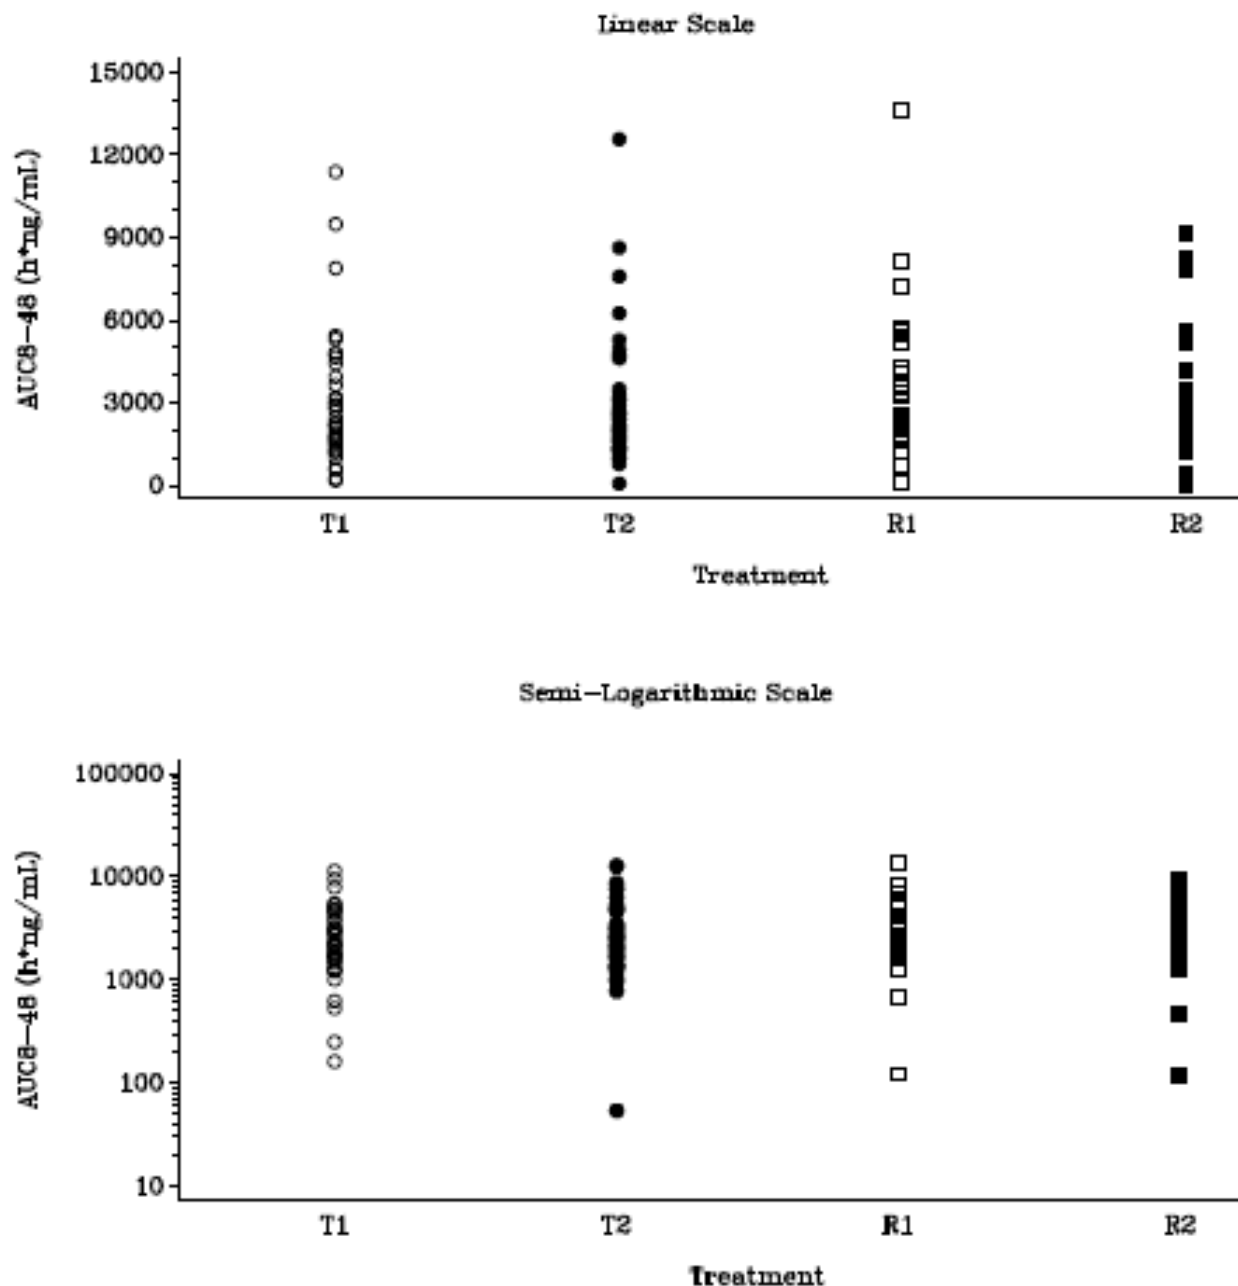 Linear Scale
15000
12000
9000
6000
3000
0
AUC8-48 (h*ng/mL)
T1 T2 R1 R2
Treatment
Semi-Logarithmic Scale
100000
10000
1000
100
10
AUC8-48 (h*ng/mL)
T1 T2 R1 R2
Treatment